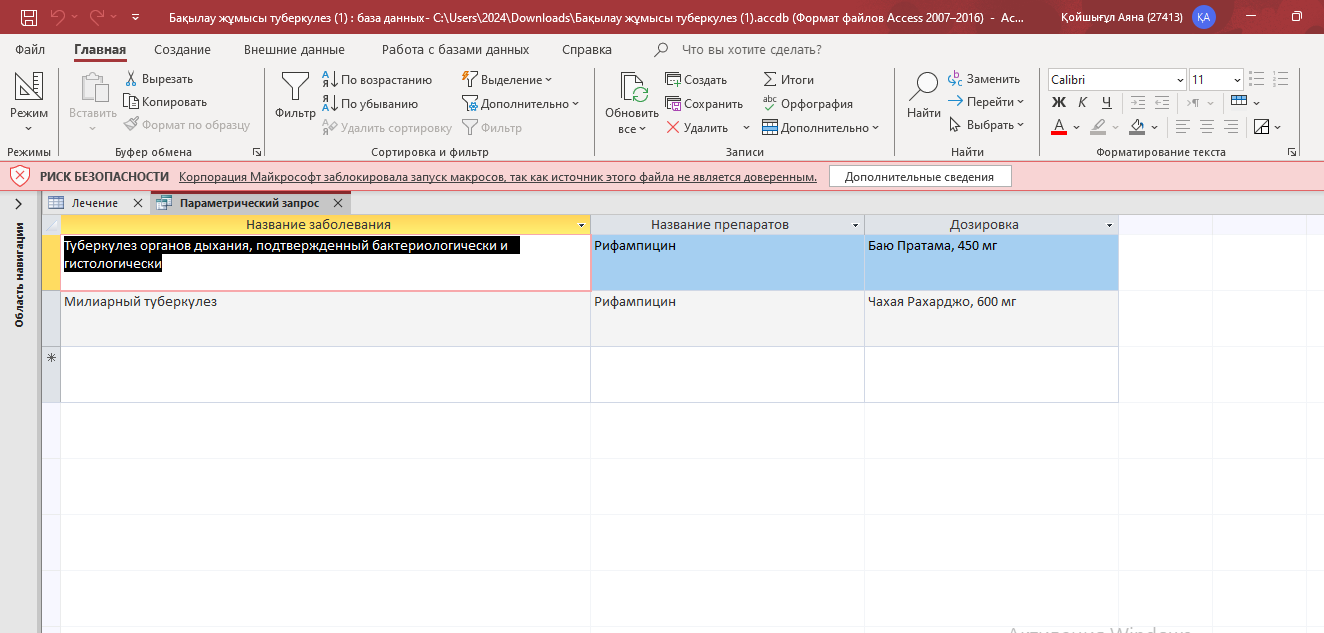 Бақылау жұмысы туберкулез (1) : база данных- C:\Users\2024\Downloads\Бақылау жұмысы туберкулез (1).accdb (Формат файлов Access 2007–2016) - Ac...
Қойшығұл Аяна (27413) ҚА
Файл Главная Создание Внешние данные Работа с базами данных Справка Что вы хотите сделать?
Режим
Режимы
Вставить
Вырезать
Копировать
Формат по образцу
Буфер обмена
Фильтр
По возрастанию
По убыванию
Удалить сортировку
Выделение
Дополнительно
Фильтр
Сортировка и фильтр
Обновить
все
Создать
Сохранить
Удалить
Итоги
Орфография
Дополнительно
Записи
Найти
Заменить
Перейти
Выбрать
Найти
Calibri 11
Ж К Ч
А
Форматирование текста
РИСК БЕЗОПАСНОСТИ Корпорация Майкрософт заблокировала запуск макросов, так как источник этого файла не является доверенным. Дополнительные сведения
Лечение Параметрический запрос
Область навигации
Название заболевания Название препаратов Дозировка
Туберкулез органов дыхания, подтвержденный бактериологически и
гистологически
Рифампицин Баю Пратама, 450 мг
Милиарный туберкулез Рифампицин Чахая Рахарджо, 600 мг
Активация Windows